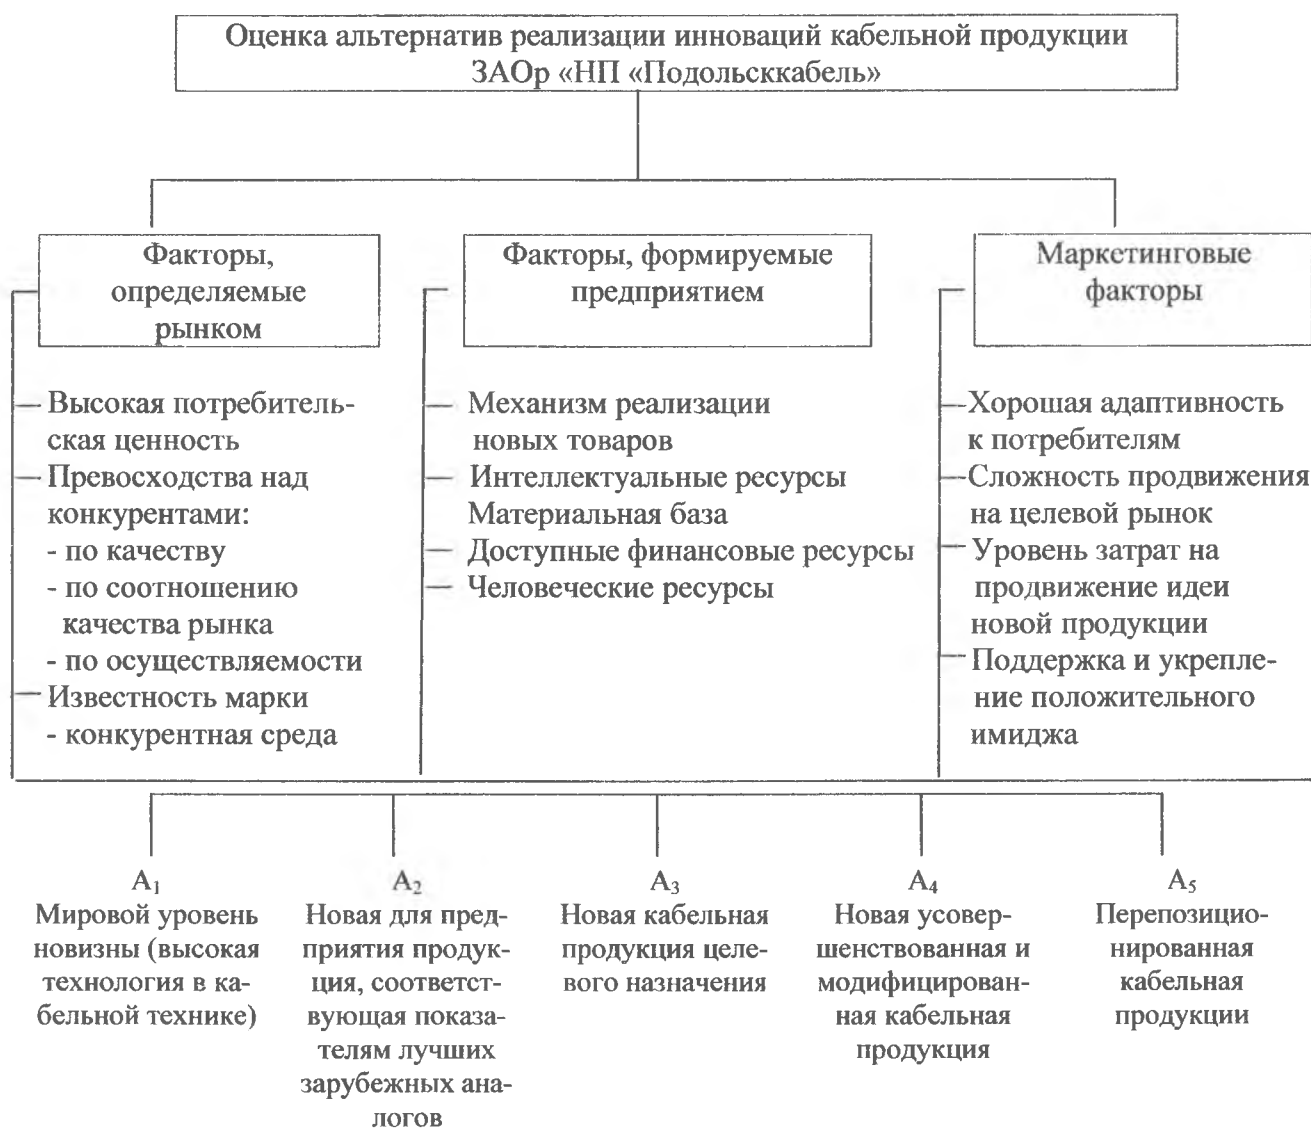 Оценка альтернатив реализации инноваций кабельной продукции
ЗАОр «НП «Подольсккабель»
Факторы,
определяемые
рынком
Высокая потребитель-
ская ценность
Превосходства над
конкурентами:
- по качеству
- по соотношению
качества рынка
- по осуществляемости
Известность марки
- конкурентная среда
Факторы, формируемые
предприятием
Механизм реализации
новых товаров
Интеллектуальные ресурсы
Материальная база
Доступные финансовые ресурсы
Человеческие ресурсы
Маркетинговые
факторы
Хорошая адаптивность
к потребителям
Сложность продвижения
на целевой рынок
Уровень затрат на
продвижение идеи
новой продукции
Поддержка и укрепле-
ние положительного
имиджа
А₁
Мировой уровень
новизны (высокая
технология в ка-
бельной технике)
А₂
Новая для пред-
приятия продук-
ция, соответст-
вующая показа-
телям лучших
зарубежных ана-
логов
А₃
Новая кабельная
продукция целе-
вого назначения
А₄
Новая усовер-
шенствованная и
модифицирован-
ная кабельная
продукция
А₅
Перепозицио-
нированная
кабельная
продукции